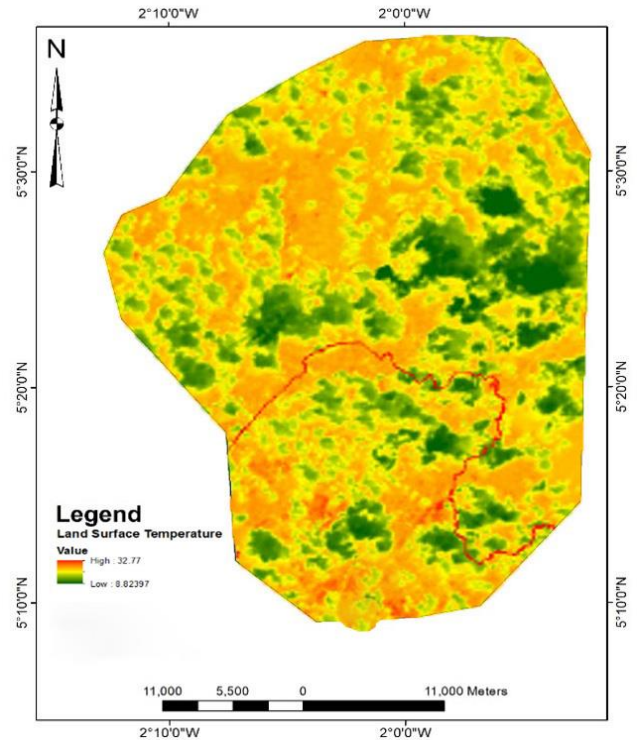 2°10'0"W 2°0'0"W
N
5°30'0"N 5°30'0"N
5°20'0"N 5°20'0"N
Legend
Land Surface Temperature
Value
High : 32.77
Low : 8.82397
5°10'0"N 5°10'0"N
11,000 5,500 0 11,000 Meters
2°10'0"W 2°0'0"W